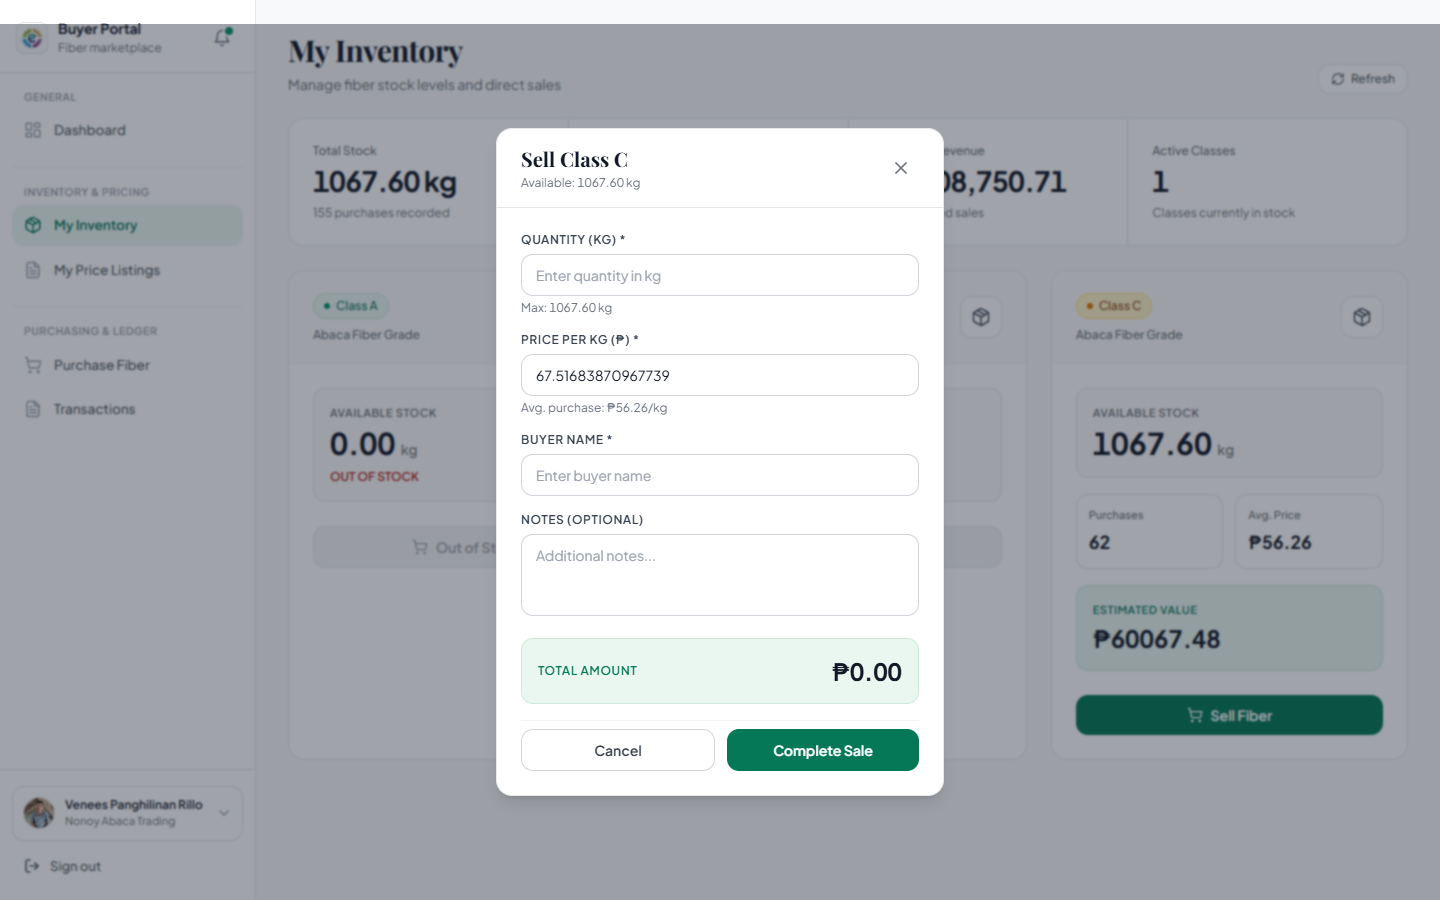 Buyer Portal
Fiber marketplace
GENERAL
Dashboard
INVENTORY & PRICING
My Inventory
My Price Listings
PURCHASING & LEDGER
Purchase Fiber
Transactions
Venees Panghilinan Rillo
Nonoy Abaca Trading
Sign out
My Inventory
Manage fiber stock levels and direct sales
Refresh
Total Stock
1067.60 kg
155 purchases recorded
08,750.71
sales
Active Classes
1
Classes currently in stock
Class A
Abaca Fiber Grade
AVAILABLE STOCK
0.00 kg
OUT OF STOCK
Out of
Class C
Abaca Fiber Grade
AVAILABLE STOCK
1067.60 kg
Purchases
62
Avg. Price
₱56.26
ESTIMATED VALUE
₱60067.48
Sell Fiber
Sell Class C
Available: 1067.60 kg
QUANTITY (KG) *
Enter quantity in kg
Max: 1067.60 kg
PRICE PER KG (₱) *
67.51683870967739
Avg. purchase: ₱56.26/kg
BUYER NAME *
Enter buyer name
NOTES (OPTIONAL)
Additional notes...
TOTAL AMOUNT
₱0.00
Cancel
Complete Sale